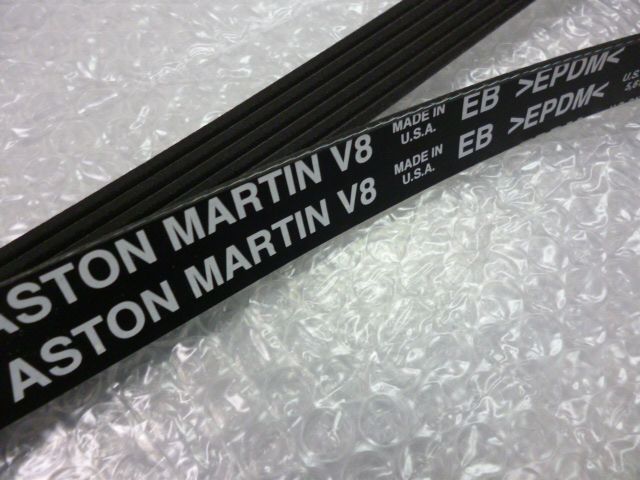 ASTON MARTIN V8 MADE IN U.S.A. EB >EPDM< U.S.
ASTON MARTIN V8 MADE IN U.S.A. EB >EPDM<